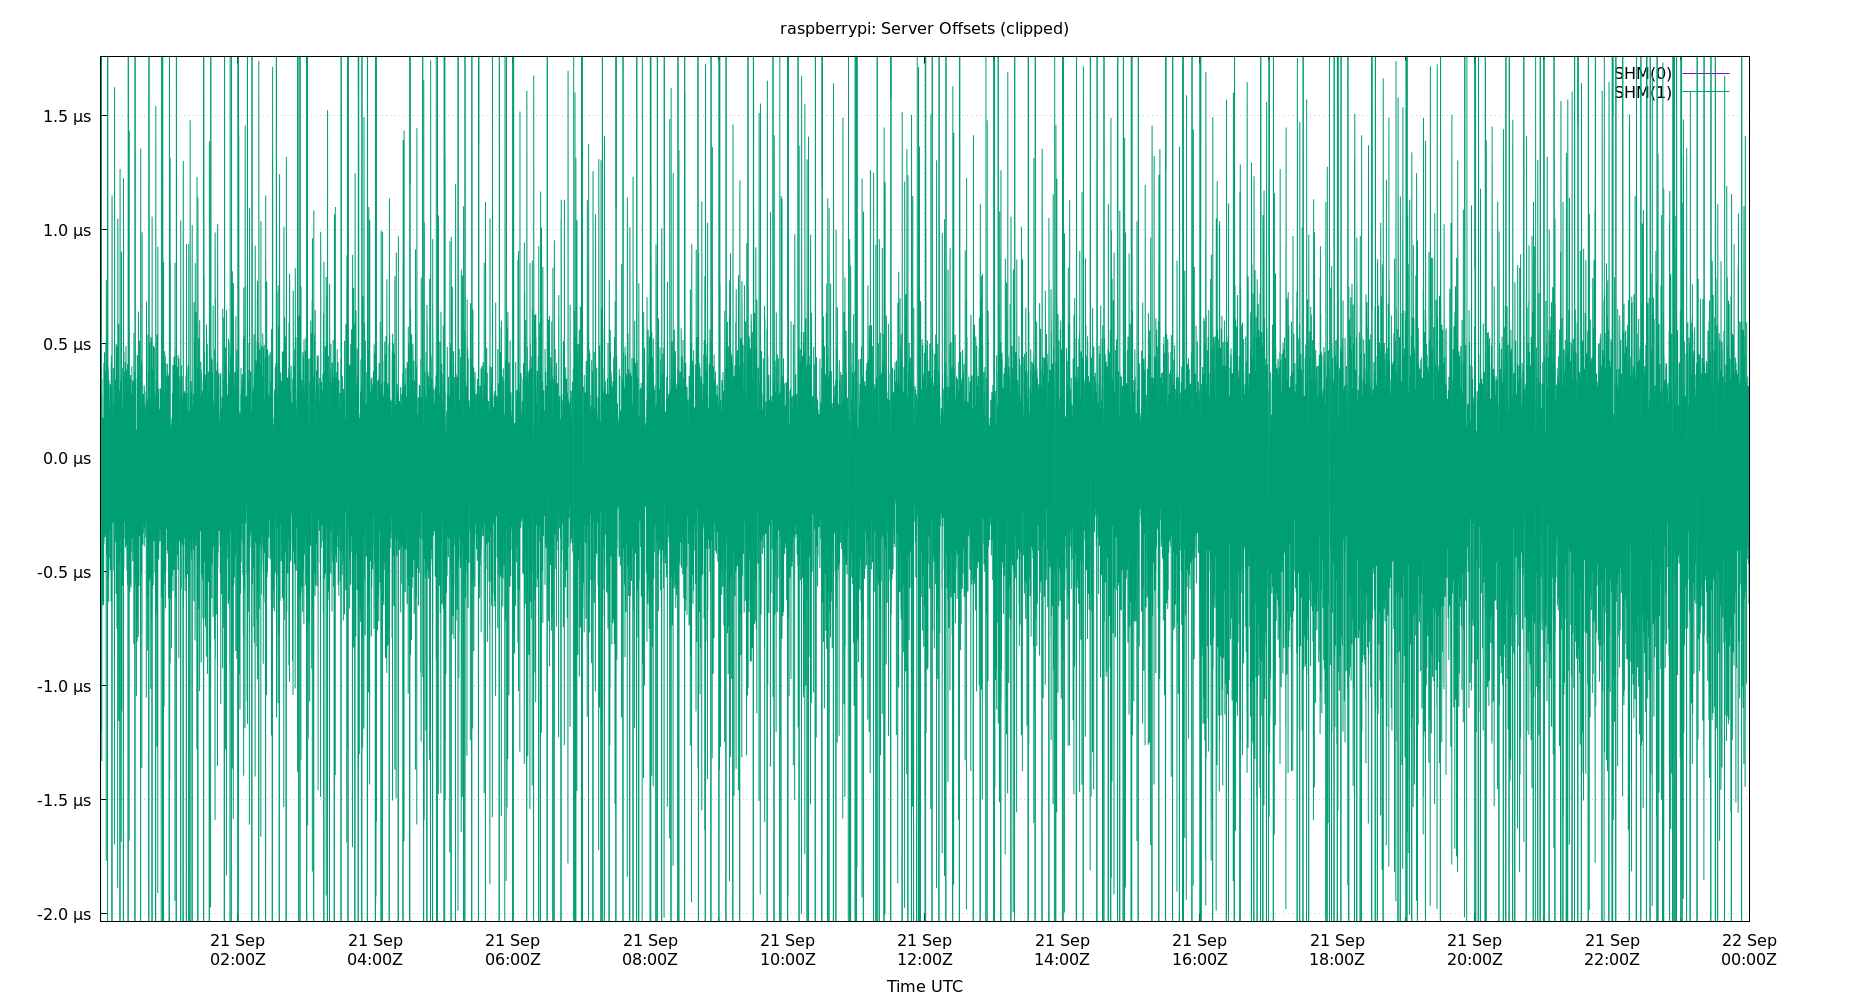 raspberrypi: Server Offsets (clipped)
SHM(0)
SHM(1)
1.5 µs
1.0 µs
0.5 µs
0.0 µs
-0.5 µs
-1.0 µs
-1.5 µs
-2.0 µs
21 Sep 21 Sep 21 Sep 21 Sep 21 Sep 21 Sep 21 Sep 21 Sep 21 Sep 21 Sep 21 Sep 22 Sep
02:00Z 04:00Z 06:00Z 08:00Z 10:00Z 12:00Z 14:00Z 16:00Z 18:00Z 20:00Z 22:00Z 00:00Z
Time UTC